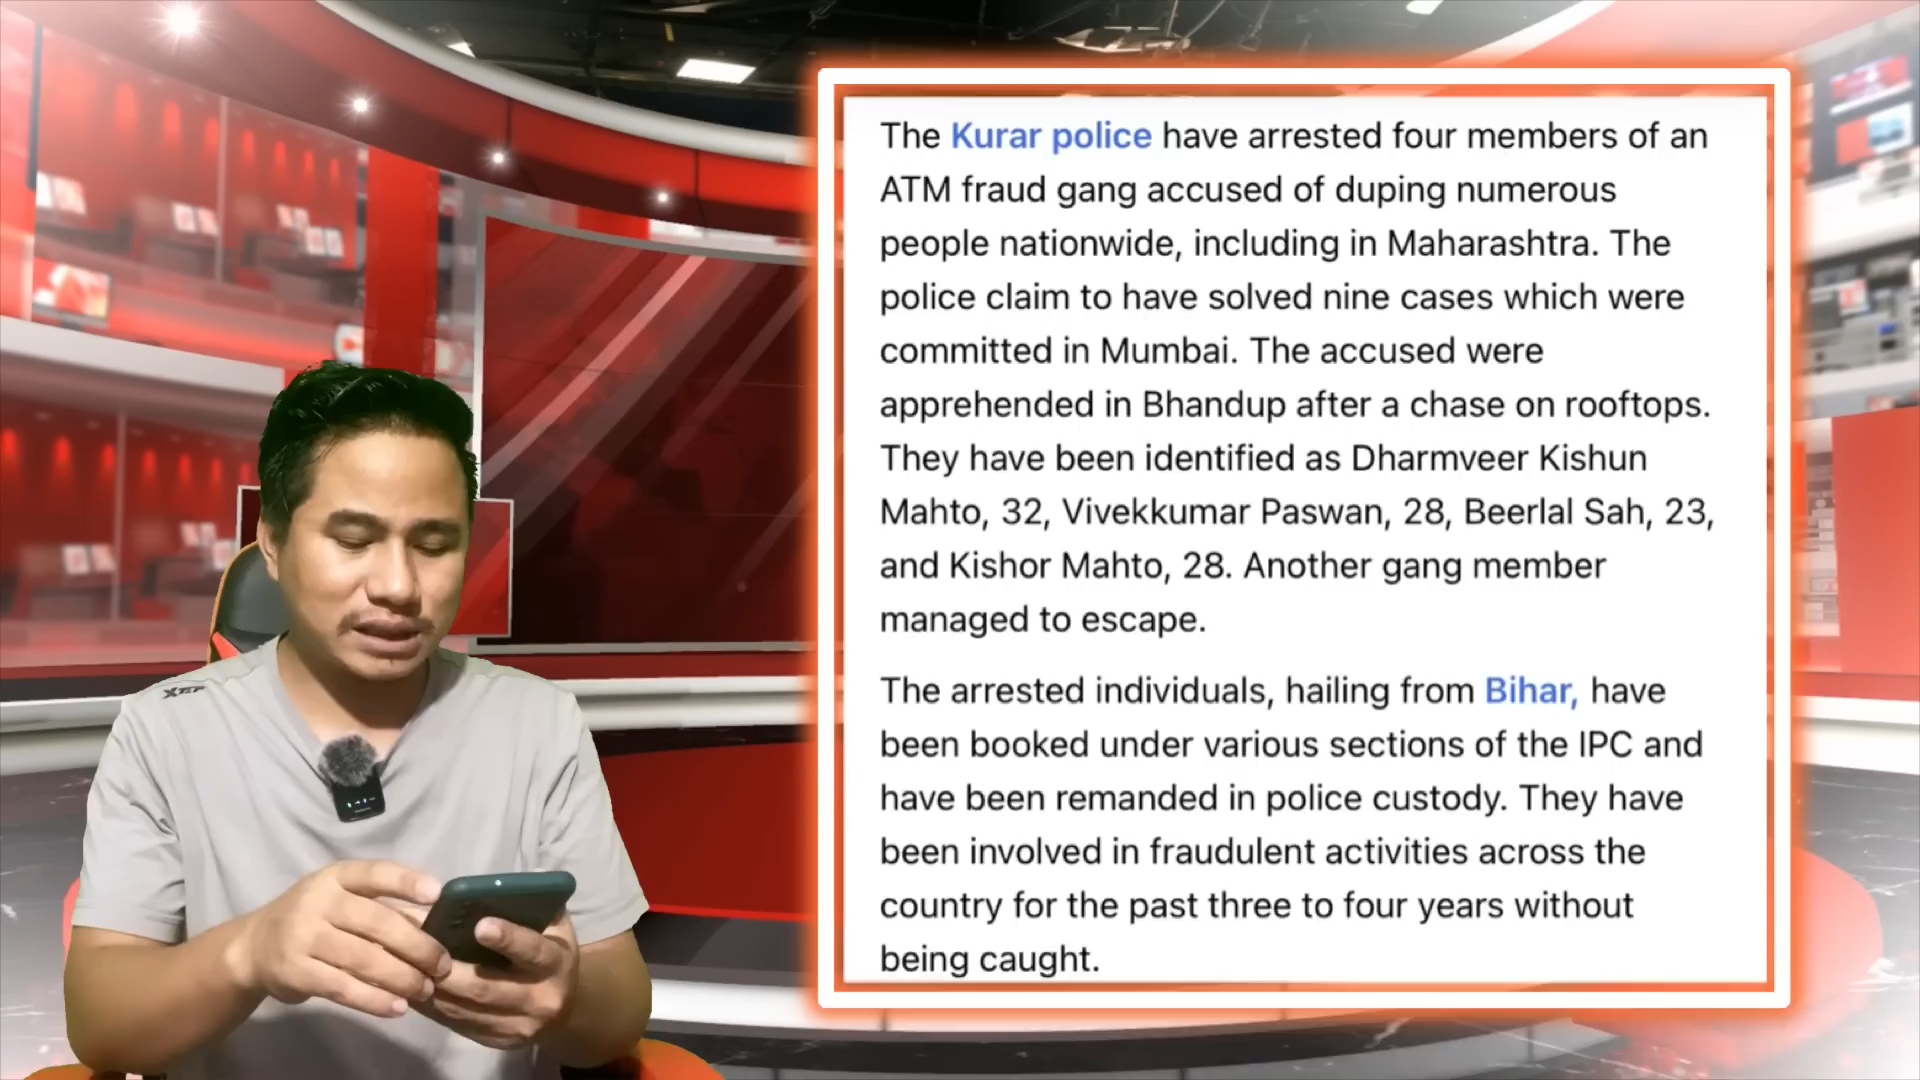 The Kurar police have arrested four members of an
ATM fraud gang accused of duping numerous
people nationwide, including in Maharashtra. The
police claim to have solved nine cases which were
committed in Mumbai. The accused were
apprehended in Bhandup after a chase on rooftops.
They have been identified as Dharmveer Kishun
Mahto, 32, Vivekkumar Paswan, 28, Beerlal Sah, 23,
and Kishor Mahto, 28. Another gang member
managed to escape.
The arrested individuals, hailing from Bihar, have
been booked under various sections of the IPC and
have been remanded in police custody. They have
been involved in fraudulent activities across the
country for the past three to four years without
being caught.